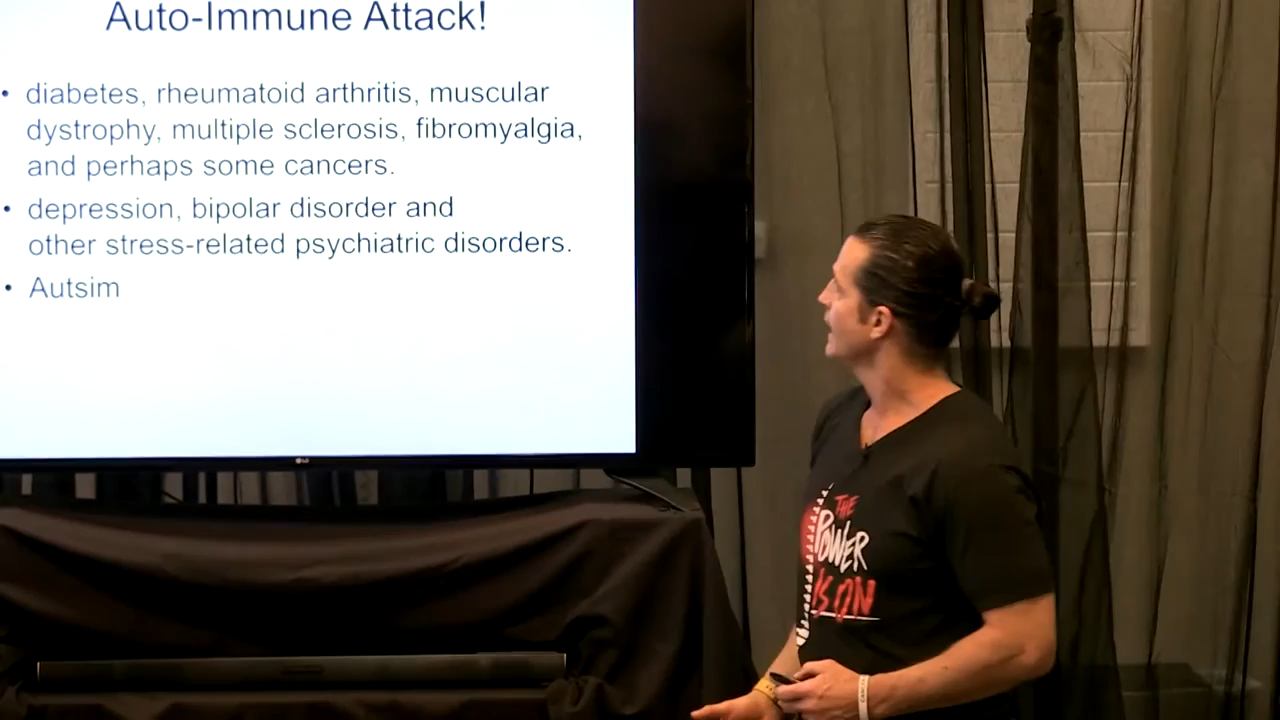 Auto-Immune Attack!
• diabetes, rheumatoid arthritis, muscular
dystrophy, multiple sclerosis, fibromyalgia,
and perhaps some cancers.
• depression, bipolar disorder and
other stress-related psychiatric disorders.
• Autsim
LG
THE
POWER
IS ON